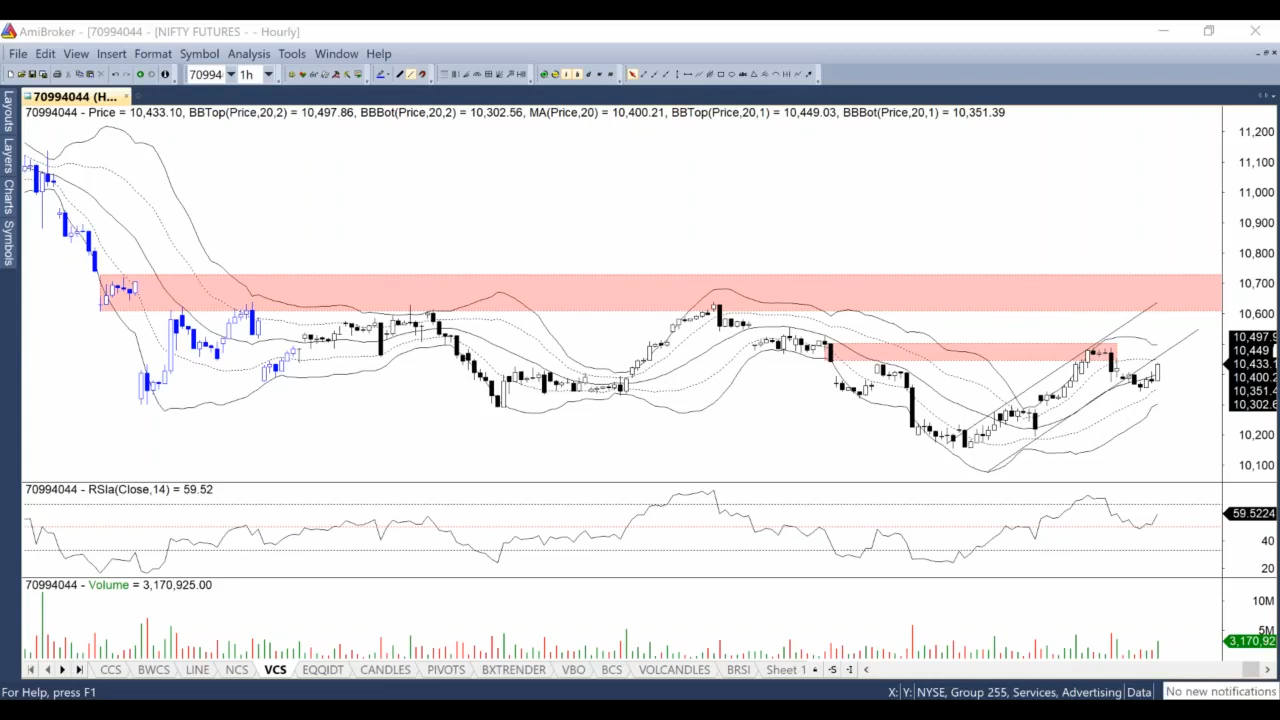 AmiBroker - [70994044 - [NIFTY FUTURES - - Hourly]
File Edit View Insert Format Symbol Analysis Tools Window Help
70994 1h
70994044 (H...
Layouts Layers Charts Symbols
70994044 - Price = 10,433.10, BBTop(Price,20,2) = 10,497.86, BBBot(Price,20,2) = 10,302.56, MA(Price,20) = 10,400.21, BBTop(Price,20,1) = 10,449.03, BBBot(Price,20,1) = 10,351.39
11,200
11,100
11,000
10,900
10,800
10,700
10,600
10,497.
10,449
10,433.
10,400.
10,351.
10,302.
10,200
10,100
70994044 - RSIa(Close,14) = 59.52
59.5224
40
20
70994044 - Volume = 3,170,925.00
10M
5M
3,170,92
CCS BWCS LINE NCS VCS EQQIDT CANDLES PIVOTS BXTRENDER VBO BCS VOLCANDLES BRSI Sheet 1
For Help, press F1
X: Y: NYSE, Group 255, Services, Advertising Data
No new notifications